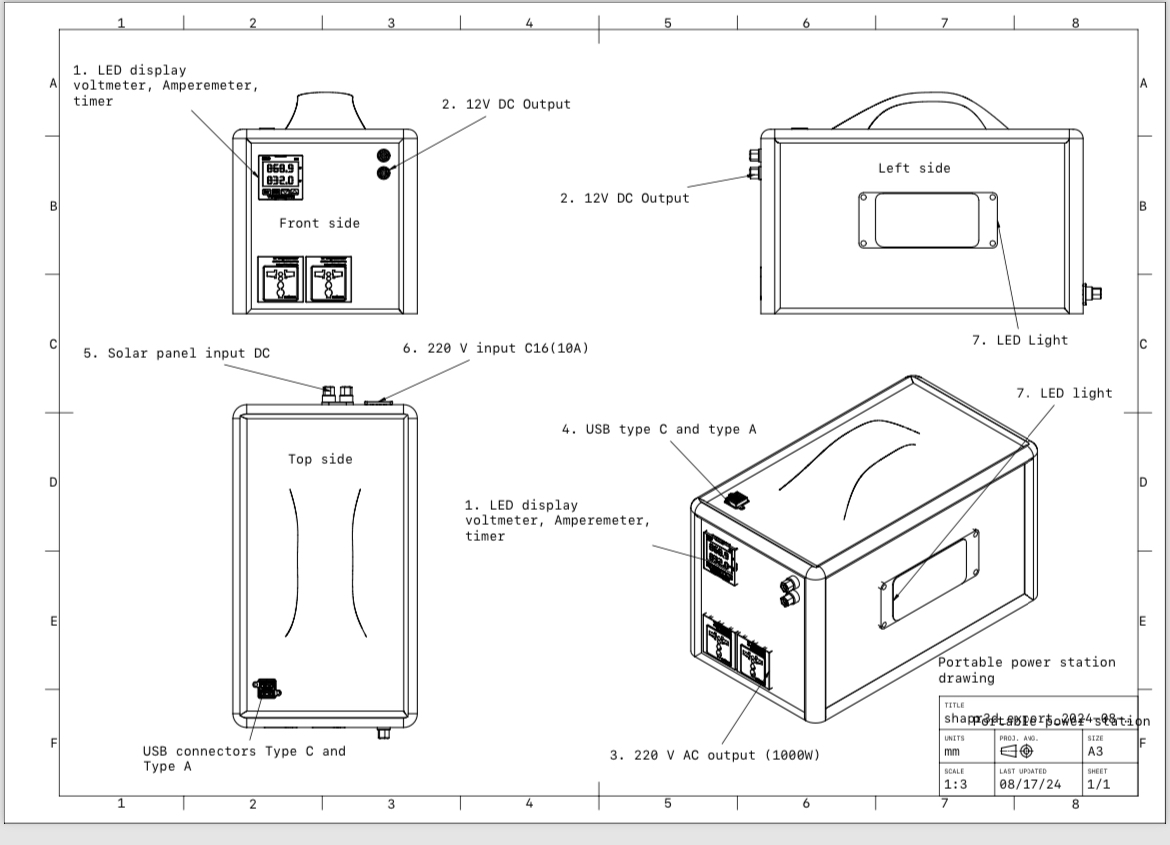 1 2 3 4 5 6 7 8
A A
1. LED display
voltmeter, Amperemeter,
timer
2. 12V DC Output
868.9
832.0
Front side
Left side
2. 12V DC Output
B B
7. LED Light
C C
5. Solar panel input DC
6. 220 V input C16(10A)
Top side
7. LED light
4. USB type C and type A
D D
1. LED display
voltmeter, Amperemeter,
timer
E E
USB connectors Type C and
Type A
3. 220 V AC output (1000W)
Portable power station
drawing
TITLE
shapr3d_export_2024-08-
Portable power station
UNITS PROJ. ANG. SIZE
mm A3
SCALE LAST UPDATED SHEET
1:3 08/17/24 1/1
F F
1 2 3 4 5 6 7 8